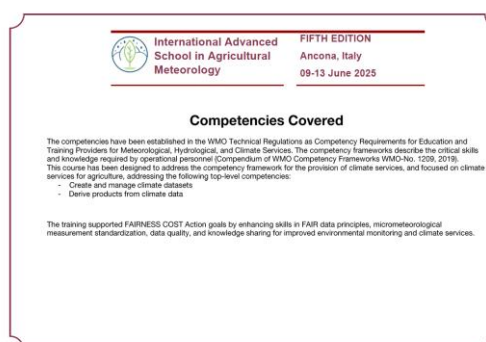 International Advanced
School in Agricultural
Meteorology
FIFTH EDITION
Ancona, Italy
09-13 June 2025
Competencies Covered
The competencies have been established in the WMO Technical Regulations as Competency Requirements for Education and
Training Providers for Meteorological, Hydrological, and Climate Services. The competency frameworks describe the critical skills
and knowledge required by operational personnel (Compendium of WMO Competency Frameworks WMO-No. 1209, 2019).
This course has been designed to address the competency framework for the provision of climate services, and focused on climate
services for agriculture, addressing the following top-level competencies:
- Create and manage climate datasets
- Derive products from climate data
The training supported FAIRNESS COST Action goals by enhancing skills in FAIR data principles, micrometeorological
measurement standardization, data quality, and knowledge sharing for improved environmental monitoring and climate services.